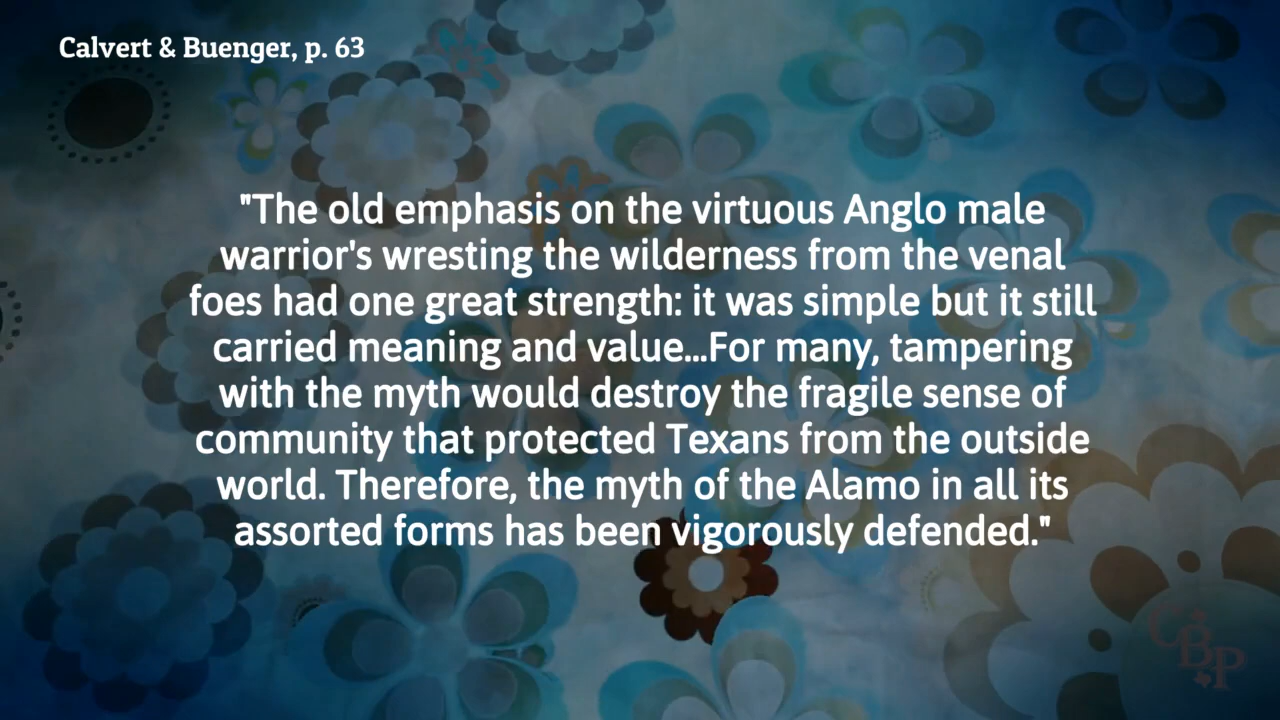 Calvert & Buenger, p. 63
"The old emphasis on the virtuous Anglo male
warrior's wresting the wilderness from the venal
foes had one great strength: it was simple but it still
carried meaning and value...For many, tampering
with the myth would destroy the fragile sense of
community that protected Texans from the outside
world. Therefore, the myth of the Alamo in all its
assorted forms has been vigorously defended."
CBP